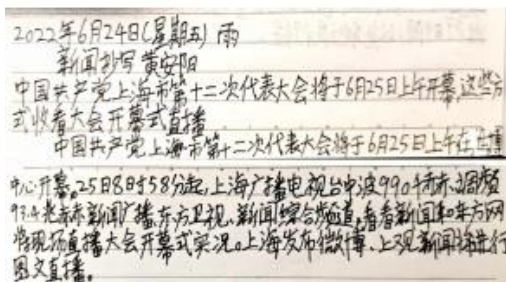 2022年6月24日(星期五) 雨
新闻抄写 黄安阳
中国共产党上海市第十二次代表大会将于6月25日上午开幕,这些方
式收看大会开幕式直播
中国共产党上海市第十二次代表大会将于6月25日上午在世博
中心开幕,25日8时58分起,上海广播电视台中波990千赫、调频
93.4兆赫新闻广播、东方卫视、新闻综合频道,看看新闻和东方网
将现场直播大会开幕式实况。上海发布微博、上观新闻将进行
图文直播。